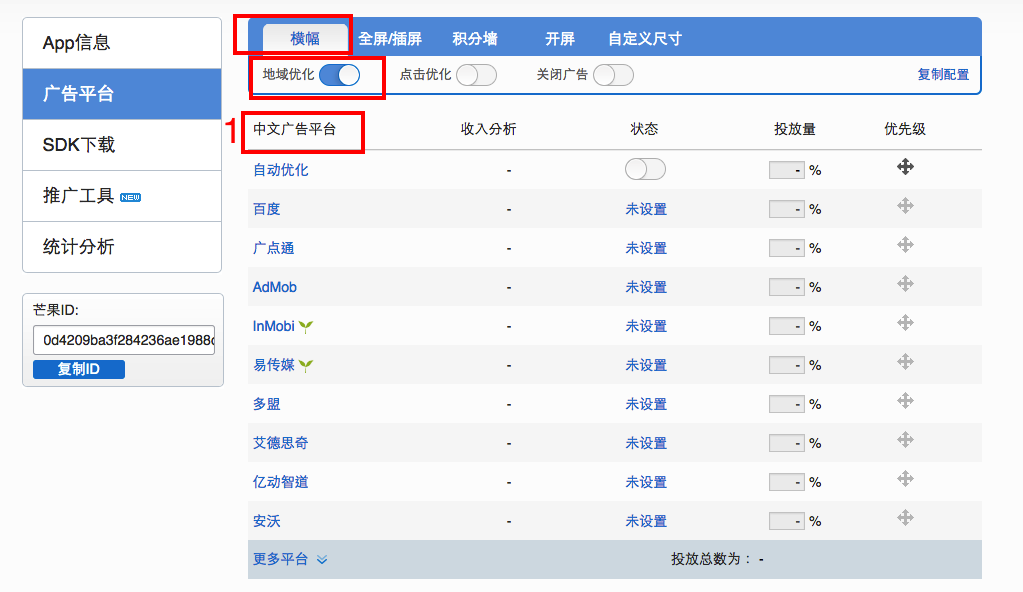 App信息
广告平台
SDK下载
推广工具 NEW
统计分析
芒果ID:
0d4209ba3f284236ae1988
复制ID
横幅 全屏/插屏 积分墙 开屏 自定义尺寸
地域优化 点击优化 关闭广告 复制配置
1
中文广告平台 收入分析 状态 投放量 优先级
自动优化 - - %
百度 - 未设置 - %
广点通 - 未设置 - %
AdMob - 未设置 - %
InMobi - 未设置 - %
易传媒 - 未设置 - %
多盟 - 未设置 - %
艾德思奇 - 未设置 - %
亿动智道 - 未设置 - %
安沃 - 未设置 - %
更多平台 投放总数为： -